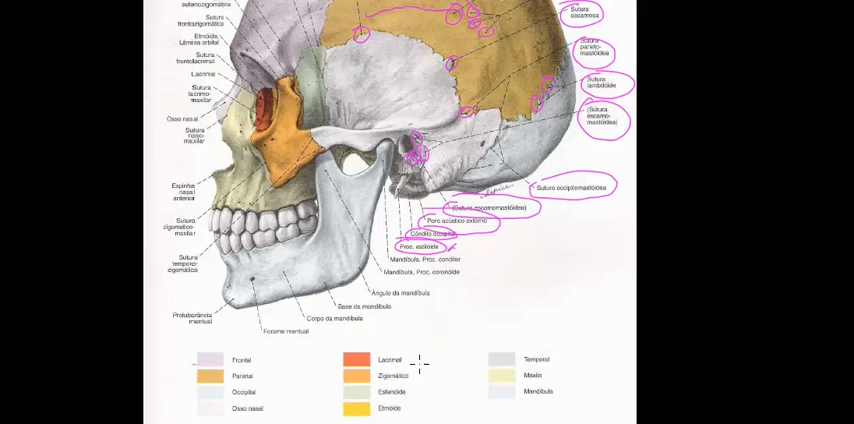 esfenozigomática
Sutura
frontozigomática
Etmóide,
Lâmina orbital
Sutura
frontolacrimal
Lacrimal
Sutura
lacrimo-
maxilar
Osso nasal
Sutura
naso-
maxilar
Espinha
nasal
anterior
Sutura
zigomático-
maxilar
Sutura
temporo-
zigomática
Protuberância
mentual
Forame mentual
Corpo da mandíbula
Base da mandíbula
Ângulo da mandíbula
Mandíbula, Proc. coronóide
Mandíbula, Proc. condilar
Proc. estilóide
Côndilo occipital
Poro acústico externo
(Sutura escamomastóidea)
Sutura occipitomastóidea
(Sutura
escamo-
mastóidea)
Sutura
lambdóide
Sutura
parieto-
mastóidea
Sutura
escamosa
Frontal
Parietal
Occipital
Osso nasal
Lacrimal
Zigomático
Esfenóide
Etmóide
Temporal
Maxila
Mandíbula